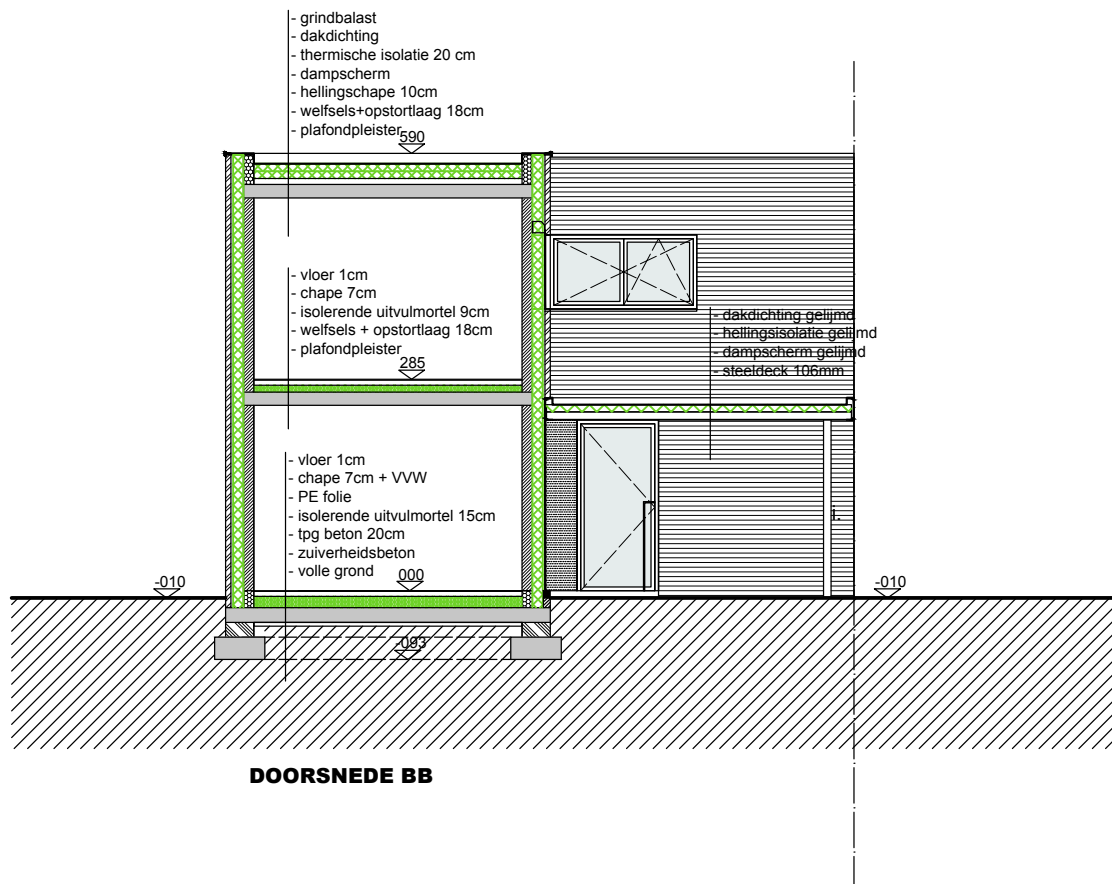 - grindbalast
- dakdichting
- thermische isolatie 20 cm
- dampscherm
- hellingschape 10cm
- welfsels+opstortlaag 18cm
- plafondpleister
590
- vloer 1cm
- chape 7cm
- isolerende uitvulmortel 9cm
- welfsels + opstortlaag 18cm
- plafondpleister
285
- dakdichting gelijmd
- hellingsisolatie gelijmd
- dampscherm gelijmd
- steeldeck 106mm
- vloer 1cm
- chape 7cm + VVW
- PE folie
- isolerende uitvulmortel 15cm
- tpg beton 20cm
- zuiverheidsbeton
- volle grond
000
-010
-010
-093
DOORSNEDE BB